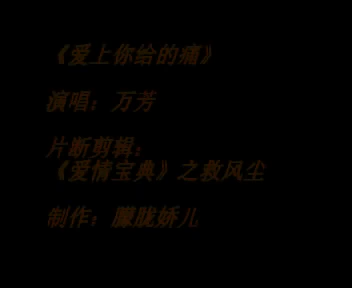 《爱上你给的痛》
演唱：万芳
片断剪辑：
《爱情宝典》之救风尘
制作：朦胧娇儿